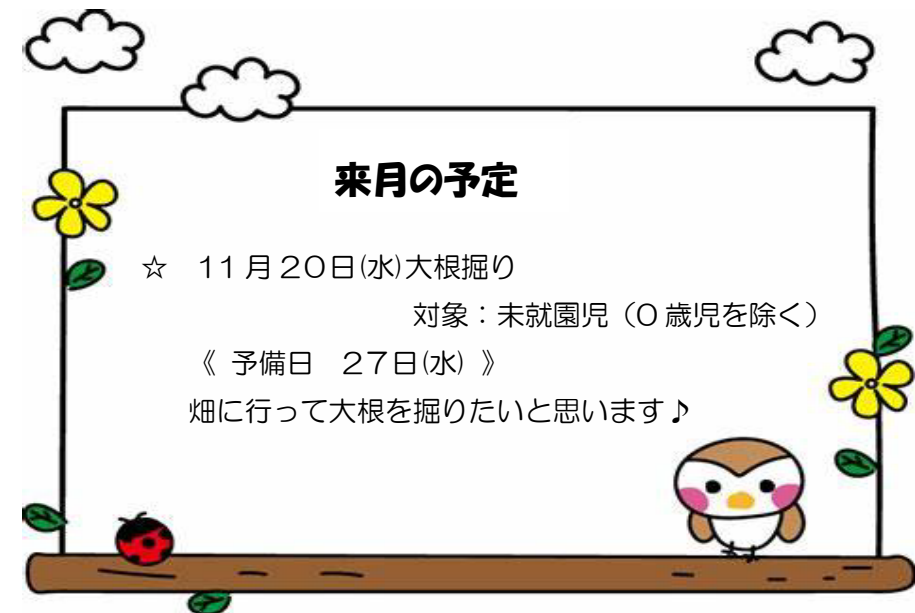 来月の予定
☆　11月20日(水)大根掘り
対象：未就園児（0歳児を除く）
《 予備日　27日(水) 》
畑に行って大根を掘りたいと思います♪